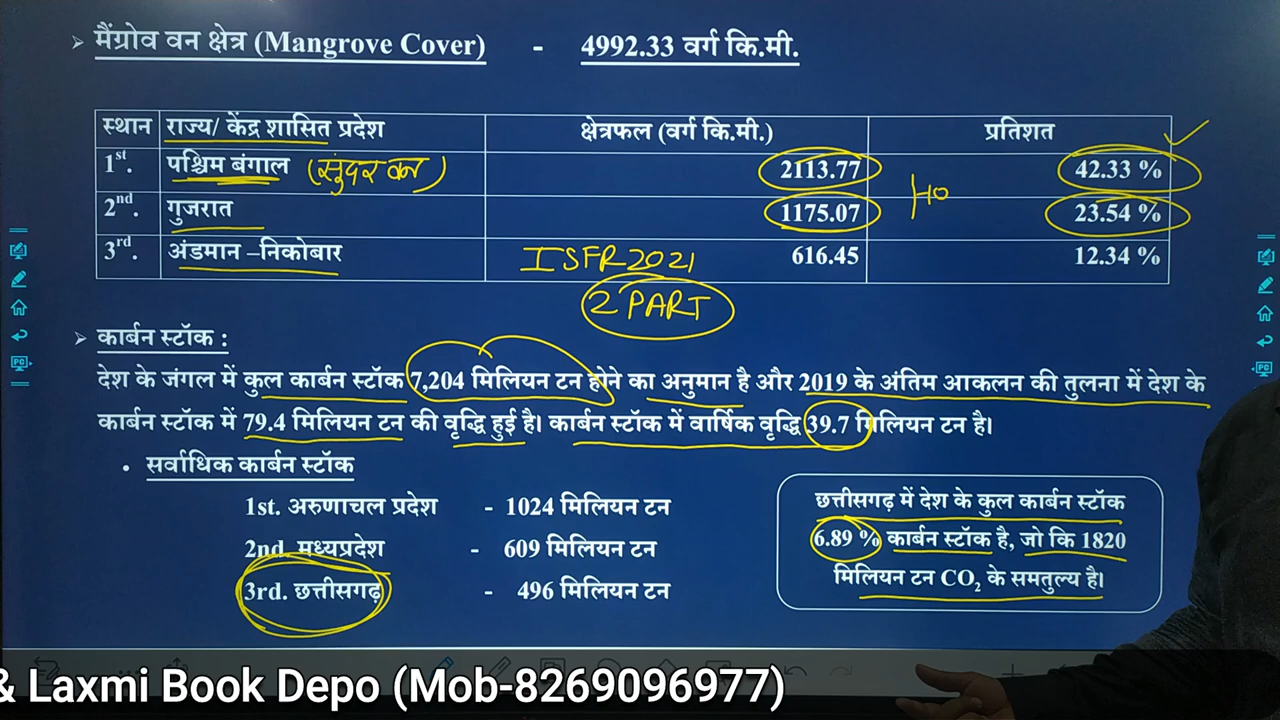 ➢ मैंग्रोव वन क्षेत्र (Mangrove Cover) - 4992.33 वर्ग कि.मी.
स्थान राज्य/ केंद्र शासित प्रदेश क्षेत्रफल (वर्ग कि.मी.) प्रतिशत
1st. पश्चिम बंगाल (सुंदर वन) 2113.77 42.33 %
2nd. गुजरात 1175.07 23.54 %
3rd. अंडमान –निकोबार 616.45 12.34 %
ISFR 2021
2 PART
➢ कार्बन स्टॉक :
देश के जंगल में कुल कार्बन स्टॉक 7,204 मिलियन टन होने का अनुमान है और 2019 के अंतिम आकलन की तुलना में देश के
कार्बन स्टॉक में 79.4 मिलियन टन की वृद्धि हुई है। कार्बन स्टॉक में वार्षिक वृद्धि 39.7 मिलियन टन है।
• सर्वाधिक कार्बन स्टॉक
1st. अरुणाचल प्रदेश - 1024 मिलियन टन
2nd. मध्यप्रदेश - 609 मिलियन टन
3rd. छत्तीसगढ़ - 496 मिलियन टन
छत्तीसगढ़ में देश के कुल कार्बन स्टॉक
6.89 % कार्बन स्टॉक है, जो कि 1820
मिलियन टन CO2 के समतुल्य है।
& Laxmi Book Depo (Mob-8269096977)